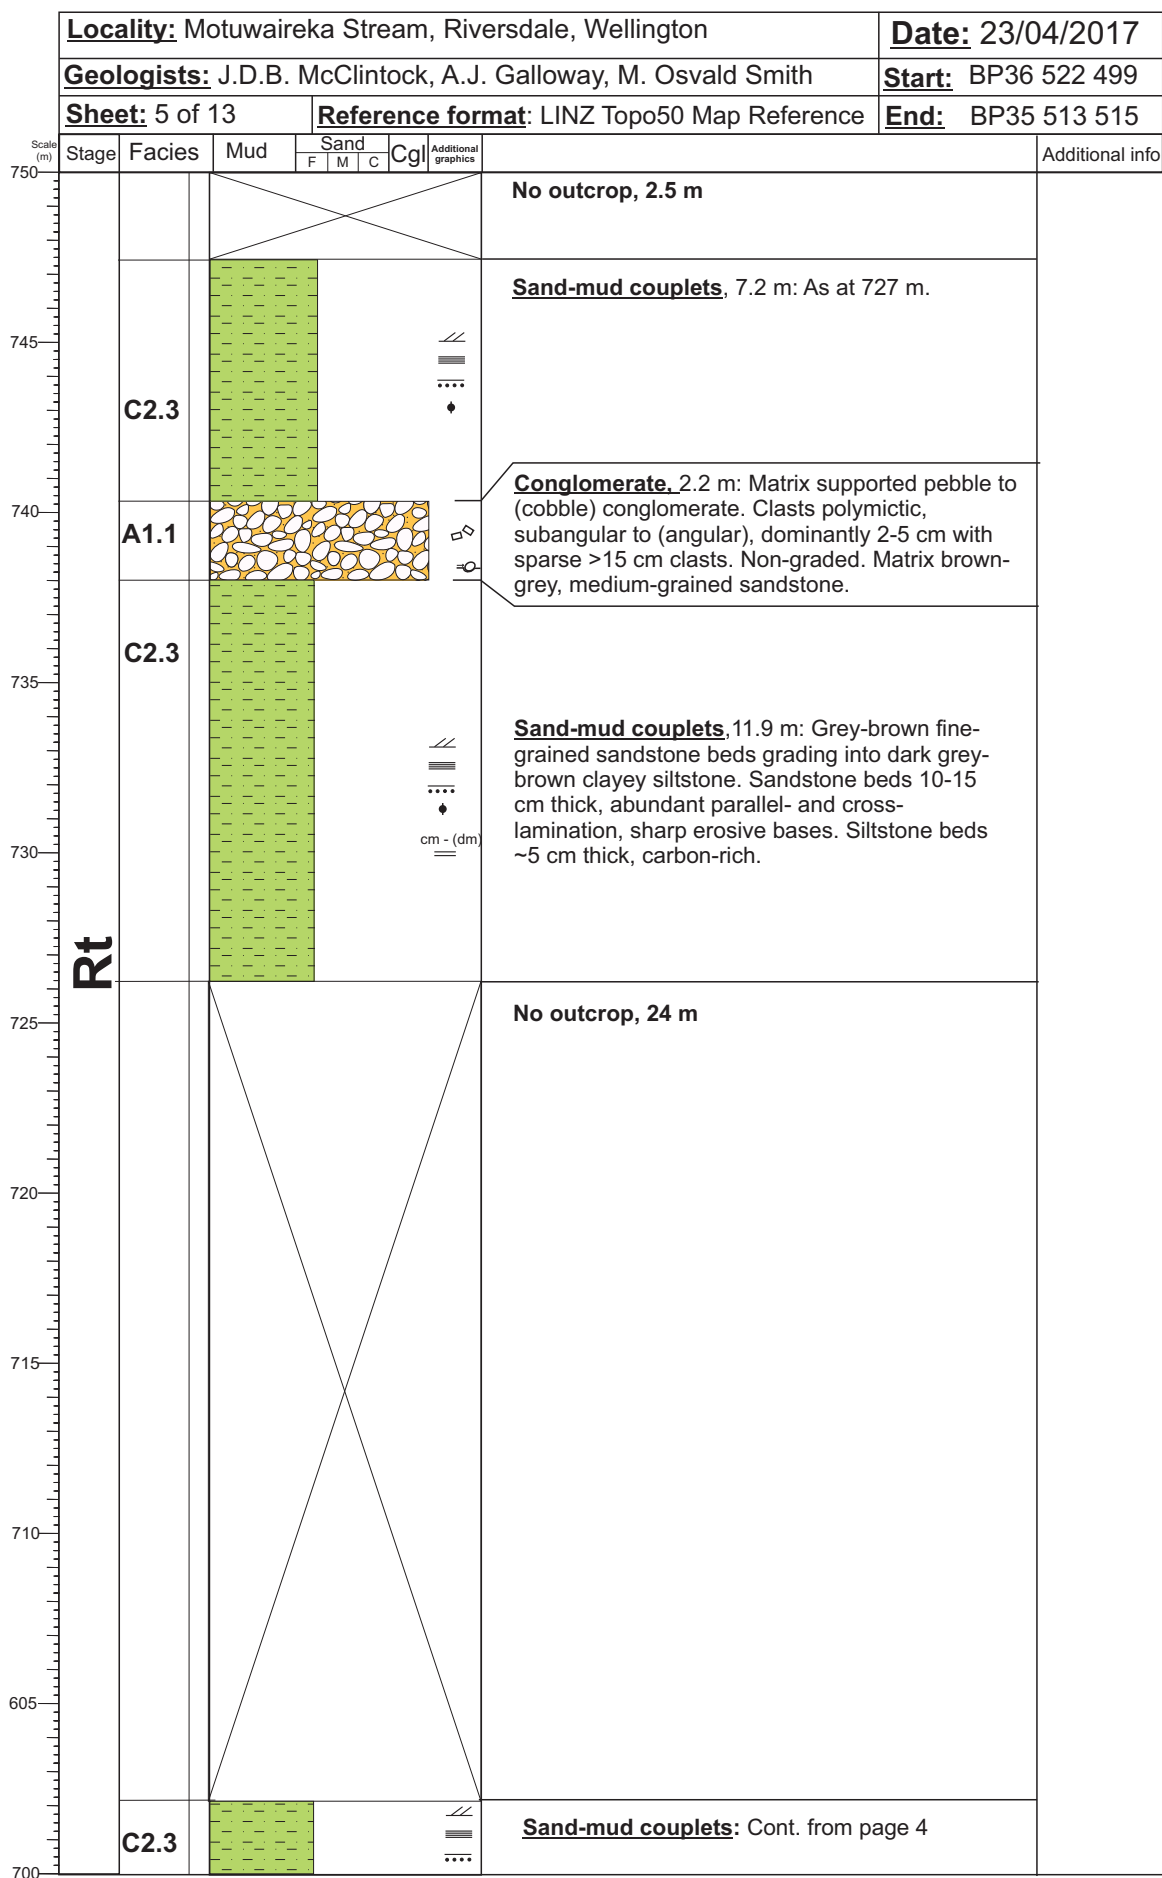 Locality: Motuwaireka Stream, Riversdale, Wellington
Date: 23/04/2017
Geologists: J.D.B. McClintock, A.J. Galloway, M. Osvald Smith
Start: BP36 522 499
Sheet: 5 of 13
Reference format: LINZ Topo50 Map Reference
End: BP35 513 515
Scale (m)
Stage
Facies
Mud
Sand
F M C
Cgl
Additional graphics
Additional info
750
No outcrop, 2.5 m
Sand-mud couplets, 7.2 m: As at 727 m.
745
C2.3
Conglomerate, 2.2 m: Matrix supported pebble to
(cobble) conglomerate. Clasts polymictic,
subangular to (angular), dominantly 2-5 cm with
sparse >15 cm clasts. Non-graded. Matrix brown-
grey, medium-grained sandstone.
740
A1.1
C2.3
735
Sand-mud couplets,11.9 m: Grey-brown fine-
grained sandstone beds grading into dark grey-
brown clayey siltstone. Sandstone beds 10-15
cm thick, abundant parallel- and cross-
lamination, sharp erosive bases. Siltstone beds
~5 cm thick, carbon-rich.
cm - (dm)
730
Rt
725
No outcrop, 24 m
720
715
710
605
C2.3
Sand-mud couplets: Cont. from page 4
700